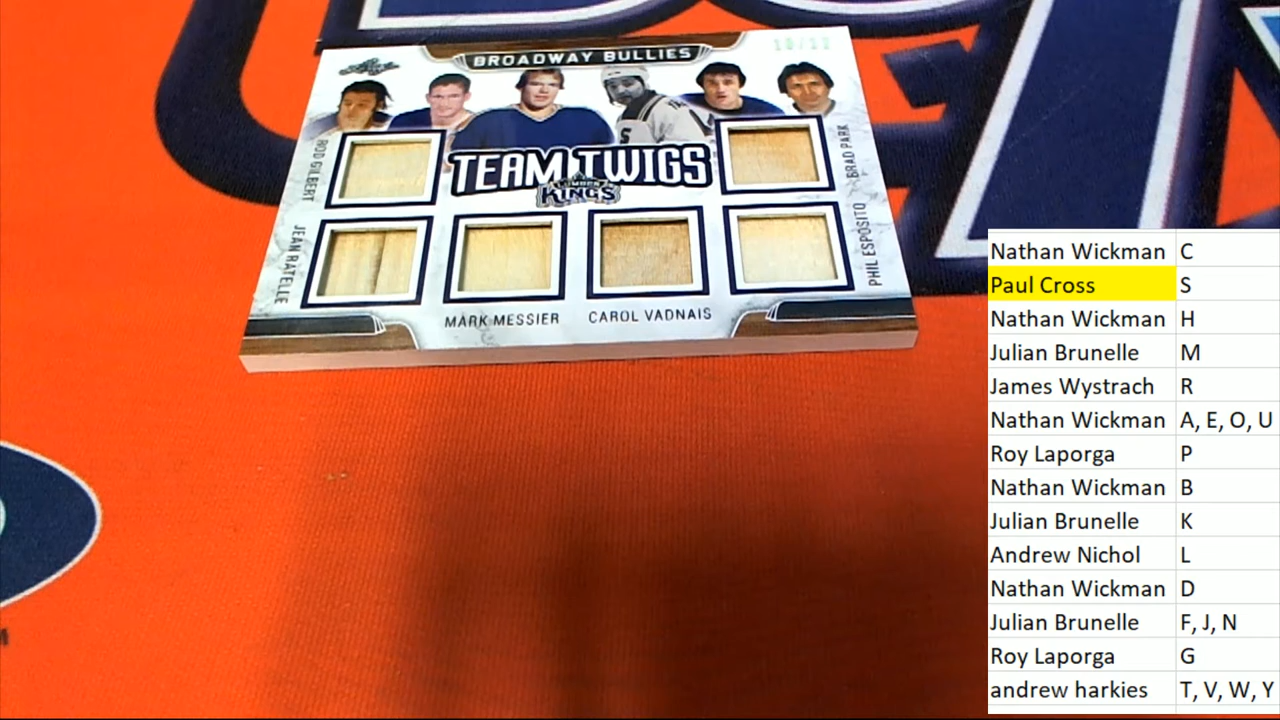 BROADWAY BULLIES
Leaf
TEAM TWIGS
LUMBER
KINGS
ROD GILBERT
JEAN RATELLE
MARK MESSIER
CAROL VADNAIS
PHIL ESPOSITO
BRAD PARK
Nathan Wickman C
Paul Cross S
Nathan Wickman H
Julian Brunelle M
James Wystrach R
Nathan Wickman A, E, O, U
Roy Laporga P
Nathan Wickman B
Julian Brunelle K
Andrew Nichol L
Nathan Wickman D
Julian Brunelle F, J, N
Roy Laporga G
andrew harkies T, V, W, Y